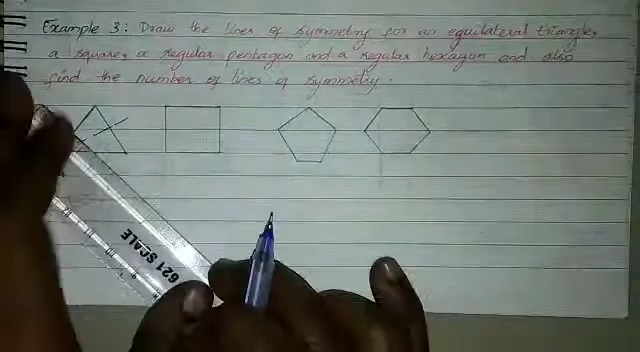 Example 3: Draw the lines of symmetry for an equilateral triangle,
a square, a regular pentagon and a regular hexagon and also
find the number of lines of symmetry.
621 SCALE